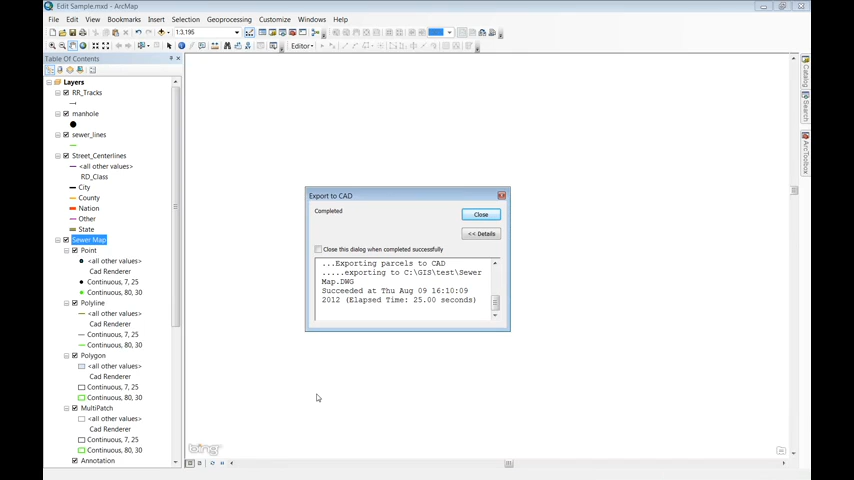 Edit Sample.mxd - ArcMap
File Edit View Bookmarks Insert Selection Geoprocessing Customize Windows Help
1:3,195
Editor
Table Of Contents
Layers
RR_Tracks
manhole
sewer_lines
Street_Centerlines
<all other values>
RD_Class
City
County
Nation
Other
State
Sewer Map
Point
<all other values>
Cad Renderer
Continuous, 7, 25
Continuous, 80, 30
Polyline
<all other values>
Cad Renderer
Continuous, 7, 25
Continuous, 80, 30
Polygon
<all other values>
Cad Renderer
Continuous, 7, 25
Continuous, 80, 30
MultiPatch
<all other values>
Cad Renderer
Continuous, 7, 25
Continuous, 80, 30
Annotation
Export to CAD
Completed
Close
<< Details
Close this dialog when completed successfully
...Exporting parcels to CAD
.....exporting to C:\GIS\test\Sewer
Map.DWG
Succeeded at Thu Aug 09 16:10:09
2012 (Elapsed Time: 25.00 seconds)
bing
Catalog
Search
ArcToolbox